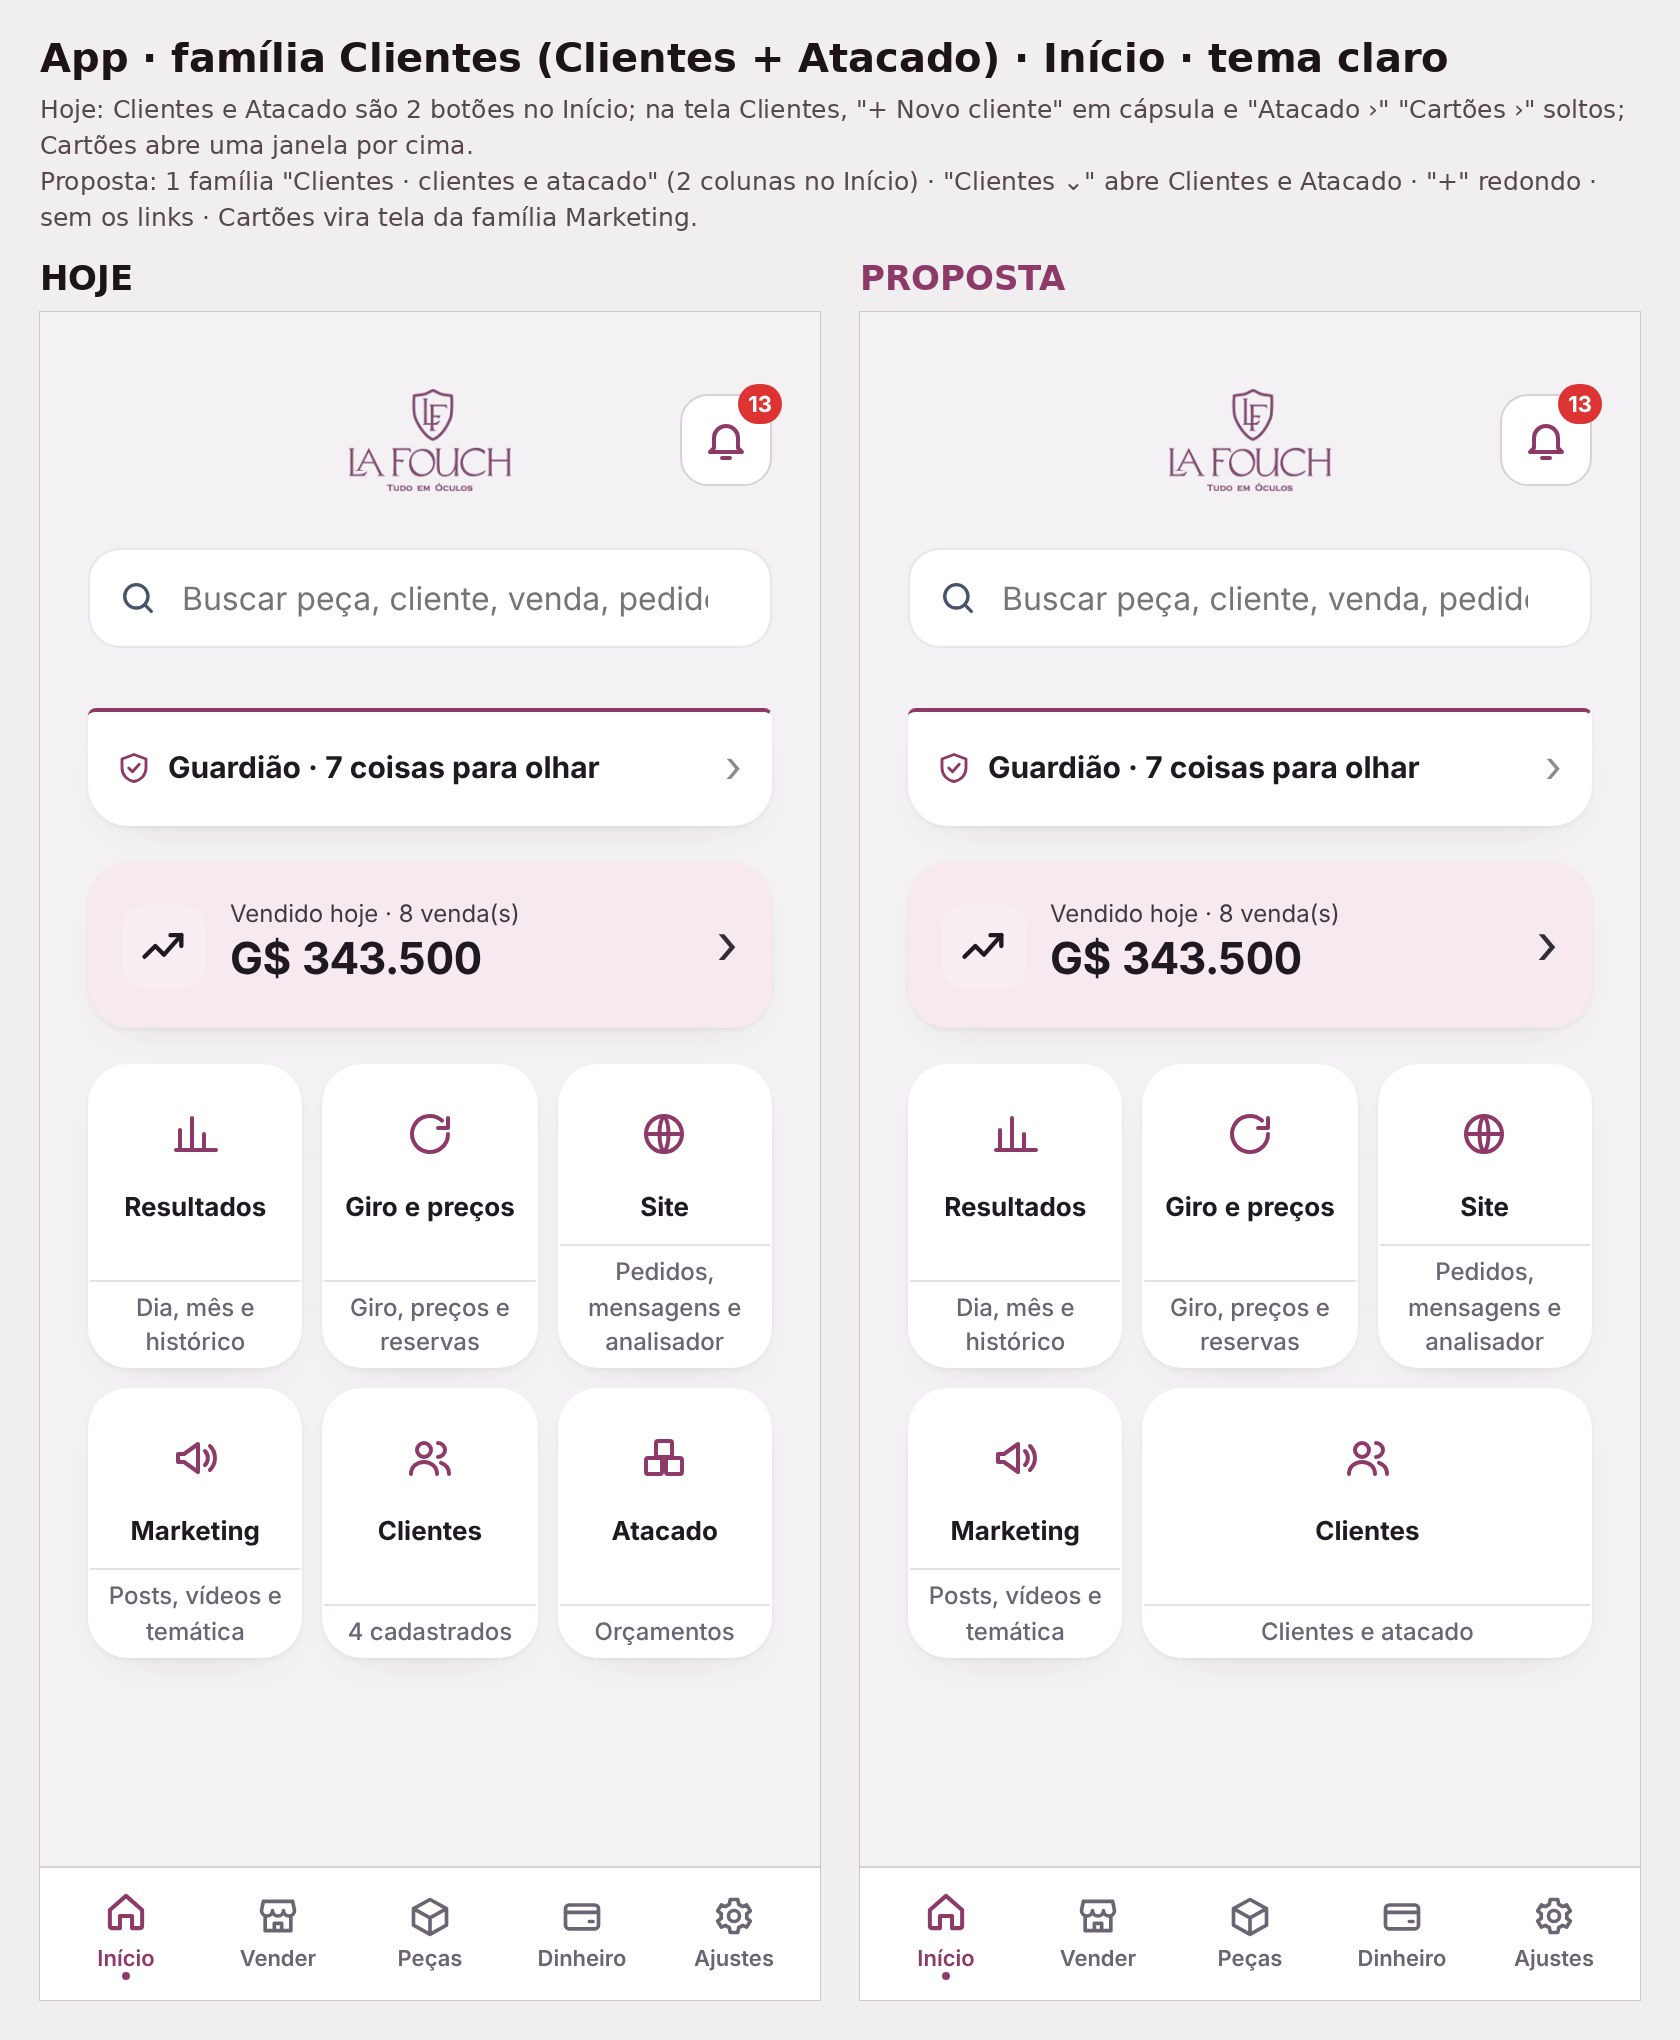 App · família Clientes (Clientes + Atacado) · Início · tema claro
Hoje: Clientes e Atacado são 2 botões no Início; na tela Clientes, "+ Novo cliente" em cápsula e "Atacado ›" "Cartões ›" soltos;
Cartões abre uma janela por cima.
Proposta: 1 família "Clientes · clientes e atacado" (2 colunas no Início) · "Clientes ⌄" abre Clientes e Atacado · "+" redondo ·
sem os links · Cartões vira tela da família Marketing.
HOJE
LF
LA FOUCH
TUDO EM ÓCULOS
13
Buscar peça, cliente, venda, pedid
Guardião · 7 coisas para olhar
Vendido hoje · 8 venda(s)
G$ 343.500
Resultados
Dia, mês e
histórico
Giro e preços
Giro, preços e
reservas
Site
Pedidos,
mensagens e
analisador
Marketing
Posts, vídeos e
temática
Clientes
4 cadastrados
Atacado
Orçamentos
Início
Vender
Peças
Dinheiro
Ajustes
PROPOSTA
LF
LA FOUCH
TUDO EM ÓCULOS
13
Buscar peça, cliente, venda, pedid
Guardião · 7 coisas para olhar
Vendido hoje · 8 venda(s)
G$ 343.500
Resultados
Dia, mês e
histórico
Giro e preços
Giro, preços e
reservas
Site
Pedidos,
mensagens e
analisador
Marketing
Posts, vídeos e
temática
Clientes
Clientes e atacado
Início
Vender
Peças
Dinheiro
Ajustes